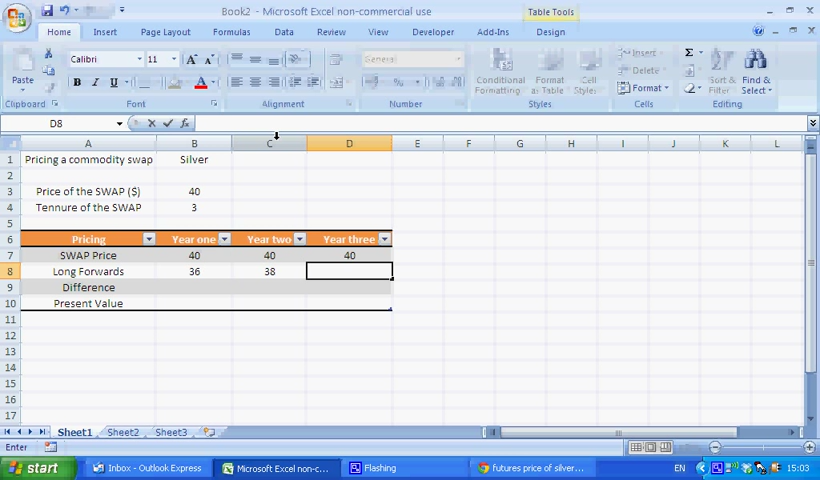 Book2 - Microsoft Excel non-commercial use
Table Tools
Home Insert Page Layout Formulas Data Review View Developer Add-Ins Design
Paste
Calibri 11 A A
B I U A
General
%
Conditional Formatting
Format as Table
Cell Styles
Insert
Delete
Format
Σ
Sort & Filter
Find & Select
Clipboard Font Alignment Number Styles Cells Editing
D8 fx
A B C D E F G H I J K L
1 Pricing a commodity swap Silver
2
3 Price of the SWAP ($) 40
4 Tennure of the SWAP 3
5
6 Pricing Year one Year two Year three
7 SWAP Price 40 40 40
8 Long Forwards 36 38
9 Difference
10 Present Value
11
12
13
14
15
16
17
Sheet1 Sheet2 Sheet3
Enter
start Inbox - Outlook Express Microsoft Excel non-c... Flashing futures price of silver... EN 15:03